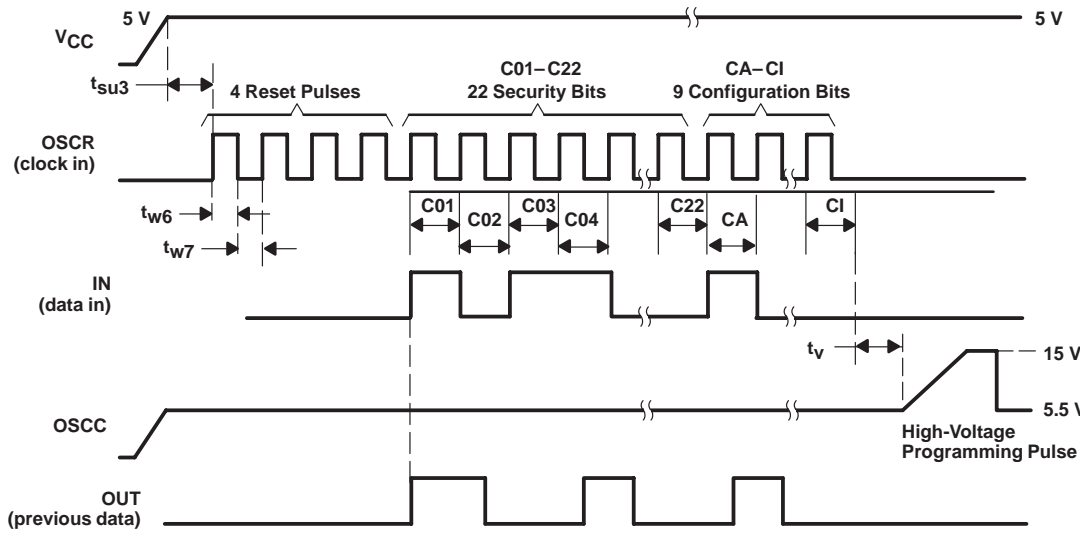 5 V
5 V
VCC
tsu3
C01–C22
22 Security Bits
CA–CI
9 Configuration Bits
4 Reset Pulses
OSCR
(clock in)
C01
C02
C03
C04
C22
CA
CI
tw6
tw7
IN
(data in)
tv
15 V
OSCC
5.5 V
High-Voltage
Programming Pulse
OUT
(previous data)